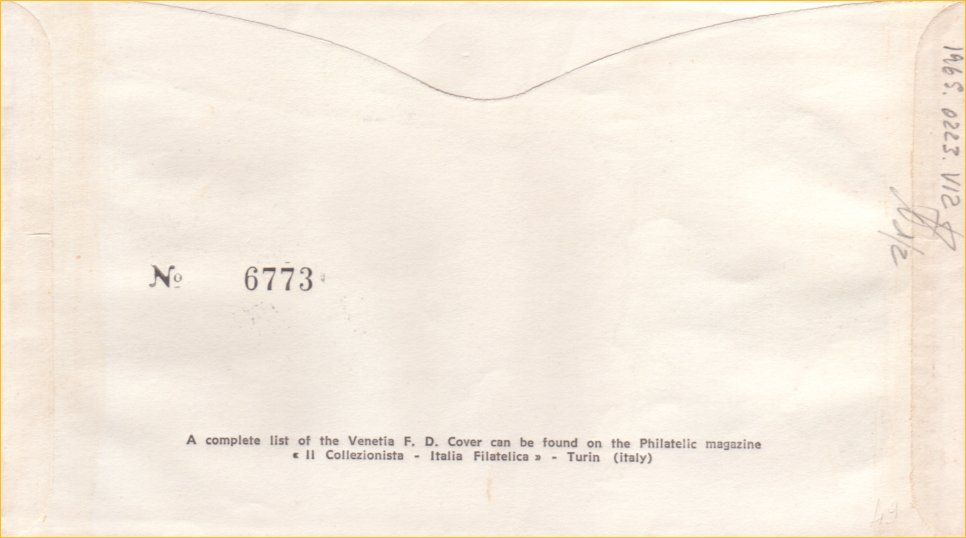 Nº 6773
A complete list of the Venetia F. D. Cover can be found on the Philatelic magazine
« Il Collezionista - Italia Filatelica » - Turin (italy)
1965.0223.V12
49